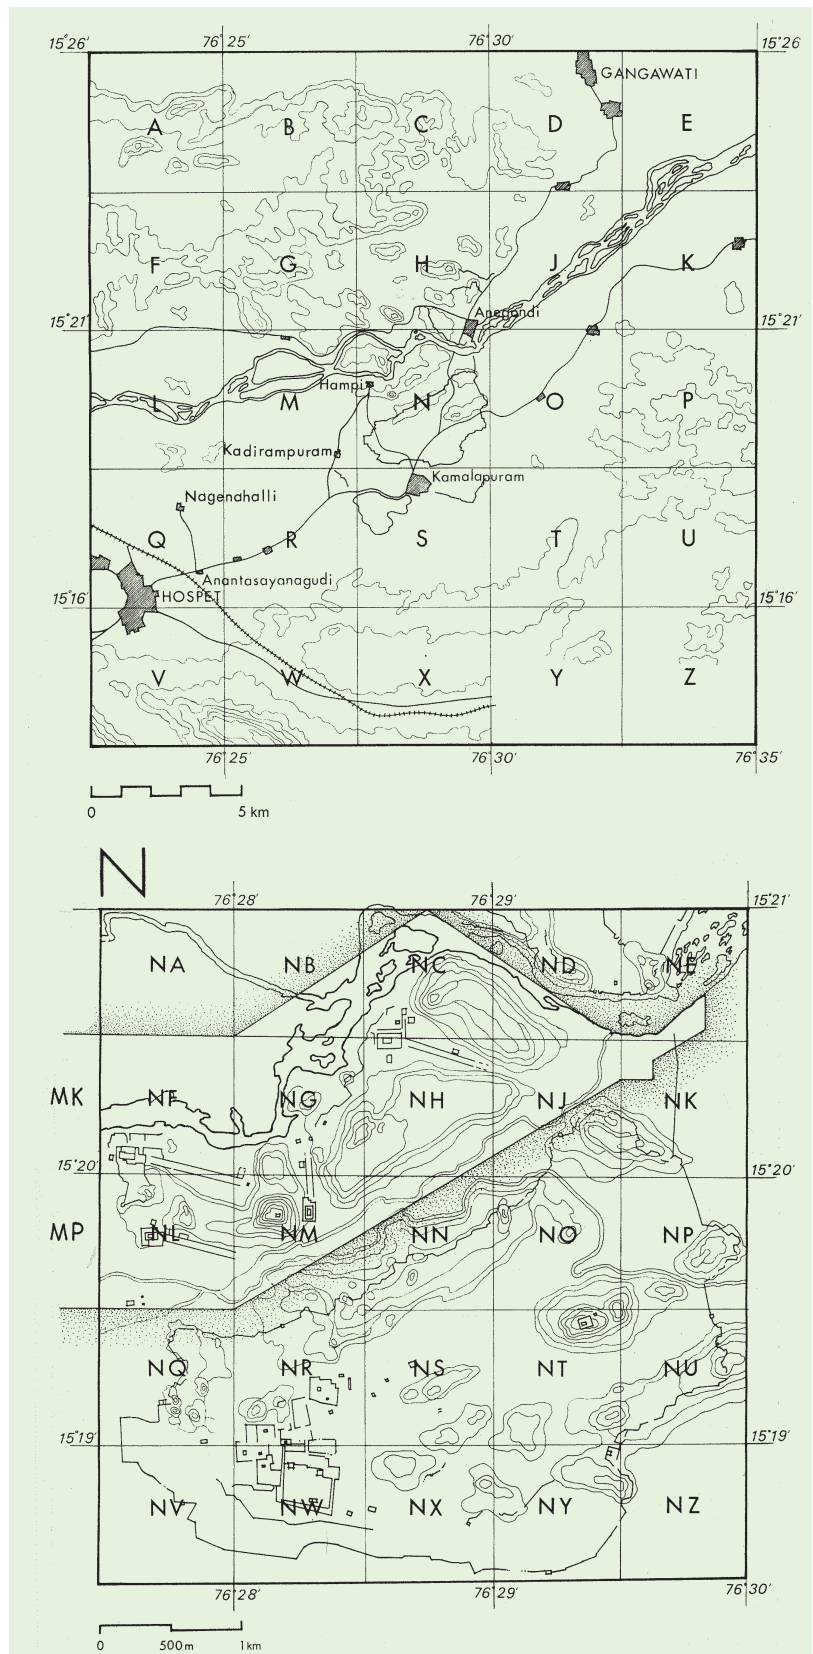 15°26' 76°25' 76°30' 15°26
GANGAWATI
A B C D E
F G H J K
Anegondi
15°21' 15°21'
Hampi
L M N O P
Kadirampuram
Kamalapuram
Nagenahalli
Q R S T U
Anantasayanagudi
15°16' HOSPET 15°16'
V W X Y Z
76°25' 76°30' 76°35'
0 5 km
N
76°28' 76°29' 15°21'
NA NB NC ND NE
MK NF NG NH NJ NK
15°20' 15°20'
MP NL NM NN NO NP
NQ NR NS NT NU
15°19' 15°19'
NV NW NX NY NZ
76°28' 76°29' 76°30'
0 500m 1km